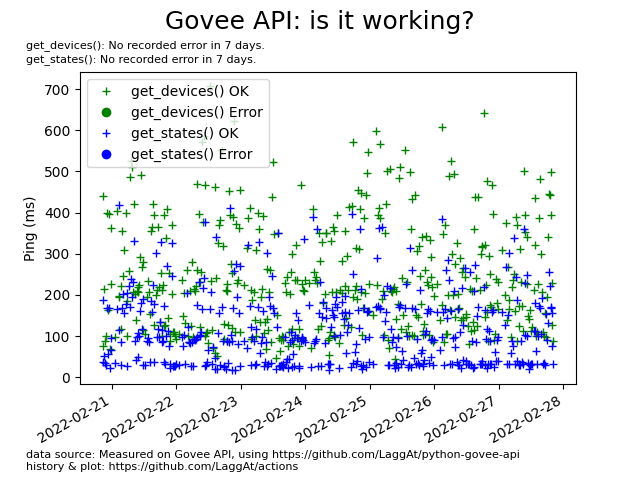 Govee API: is it working?
get_devices(): No recorded error in 7 days.
get_states(): No recorded error in 7 days.
get_devices() OK
get_devices() Error
get_states() OK
get_states() Error
Ping (ms)
700
600
500
400
300
200
100
0
2022-02-21
2022-02-22
2022-02-23
2022-02-24
2022-02-25
2022-02-26
2022-02-27
2022-02-28
data source: Measured on Govee API, using https://github.com/LaggAt/python-govee-api
history & plot: https://github.com/LaggAt/actions